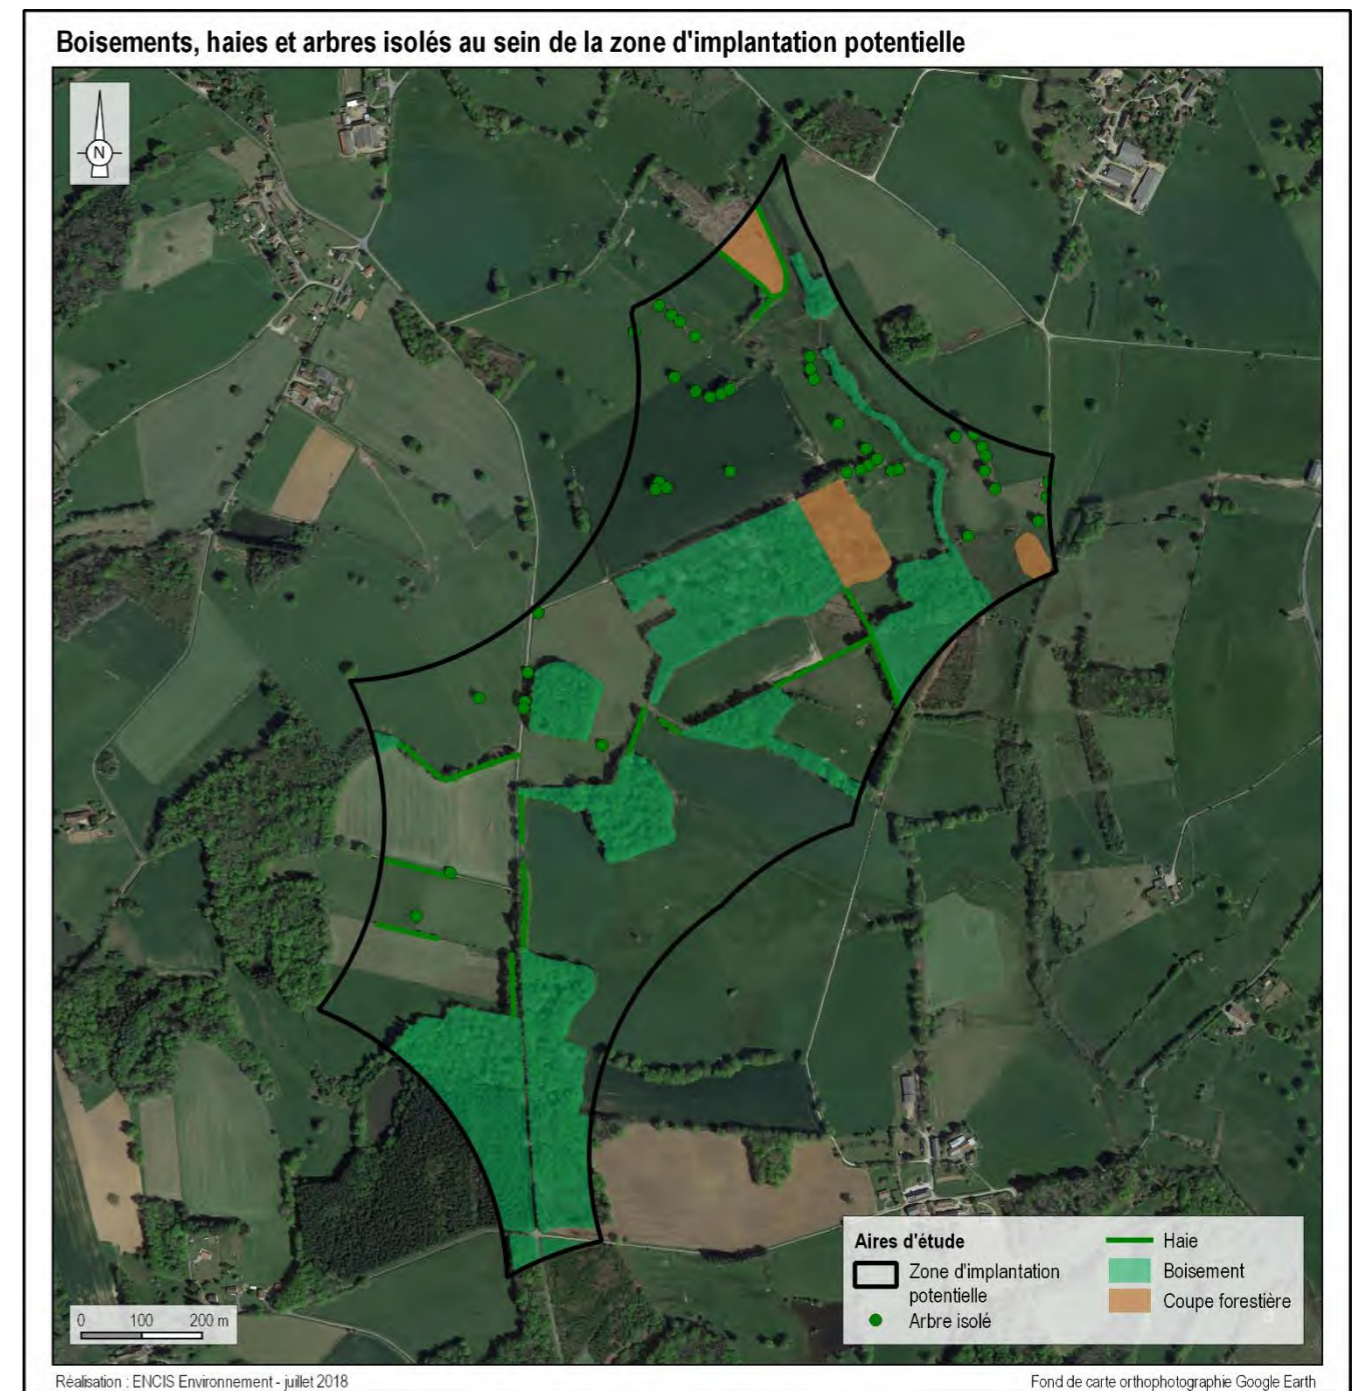 Boisements, haies et arbres isolés au sein de la zone d'implantation potentielle
N
Aires d'étude
Zone d'implantation
potentielle
Arbre isolé
Haie
Boisement
Coupe forestière
0 100 200 m
Réalisation : ENCIS Environnement - juillet 2018
Fond de carte orthophotographie Google Earth